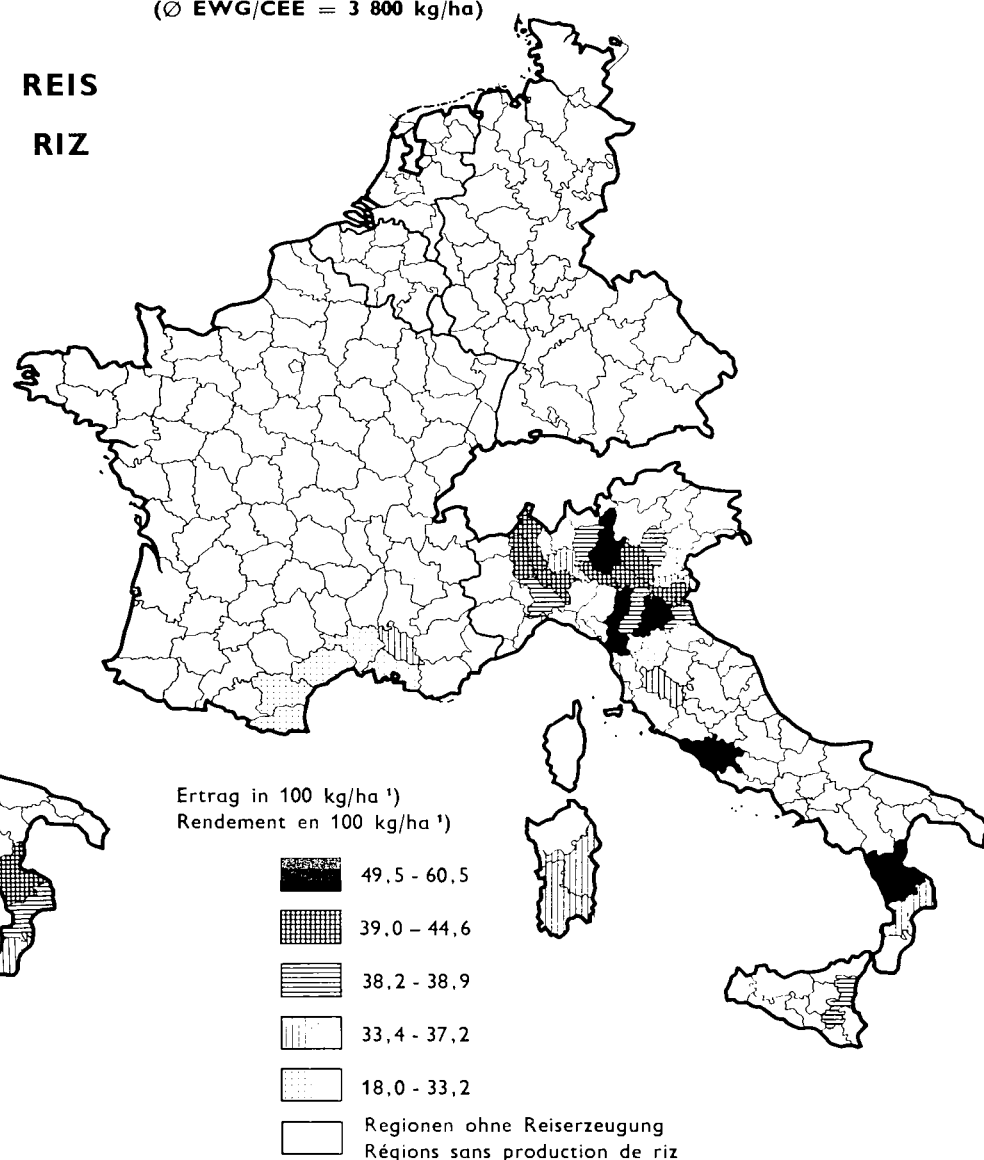 (Ø EWG/CEE = 3 800 kg/ha)
REIS
RIZ
Ertrag in 100 kg/ha ¹)
Rendement en 100 kg/ha ¹)
49,5 - 60,5
39,0 - 44,6
38,2 - 38,9
33,4 - 37,2
18,0 - 33,2
Regionen ohne Reiserzeugung
Régions sans production de riz